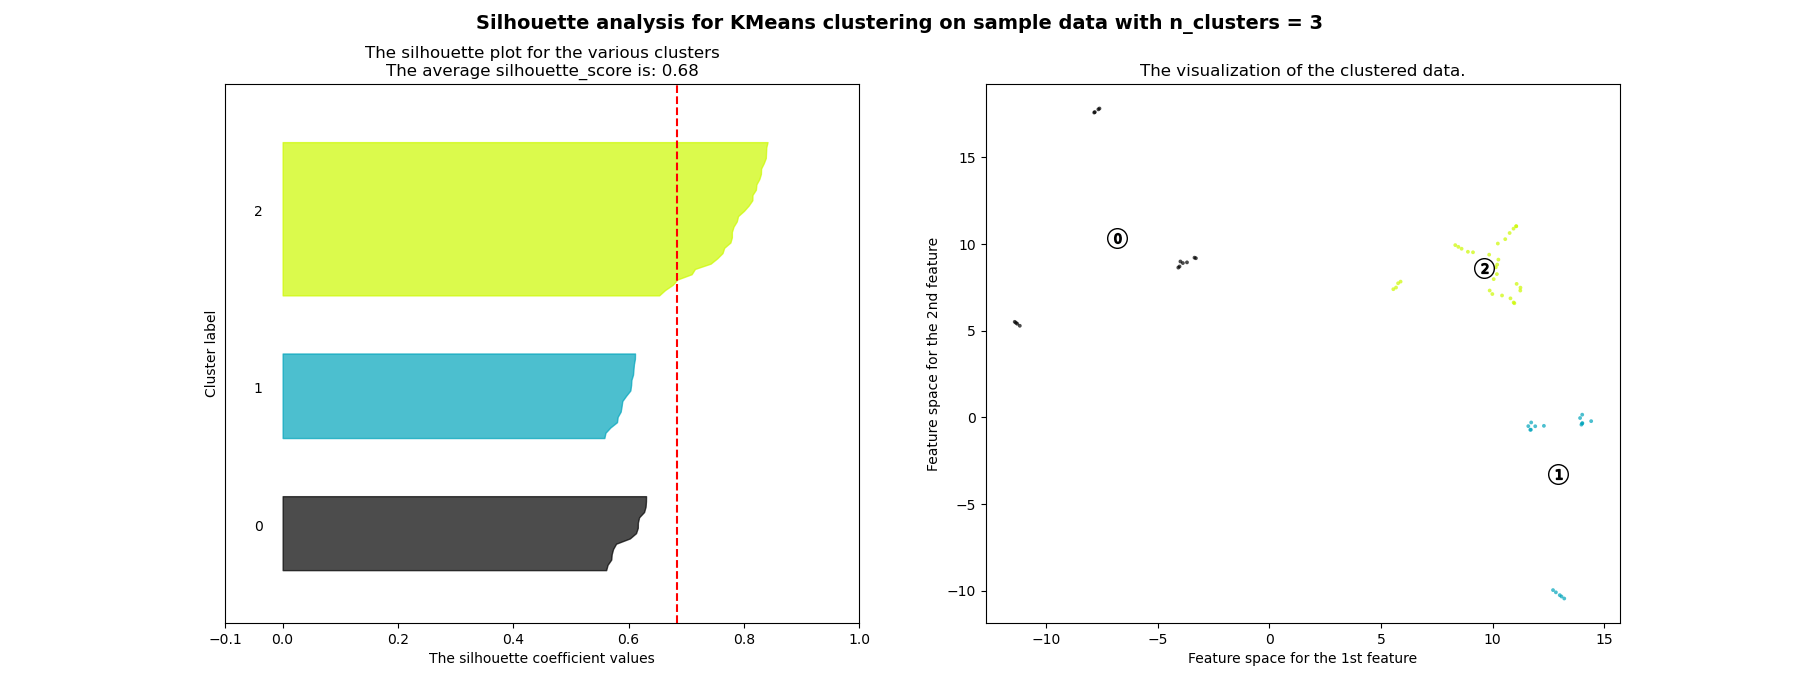 Silhouette analysis for KMeans clustering on sample data with n_clusters = 3
The silhouette plot for the various clusters
The average silhouette_score is: 0.68
2
1
0
Cluster label
−0.1 0.0 0.2 0.4 0.6 0.8 1.0
The silhouette coefficient values
The visualization of the clustered data.
15
10
5
0
−5
−10
Feature space for the 2nd feature
0
2
1
−10 −5 0 5 10 15
Feature space for the 1st feature